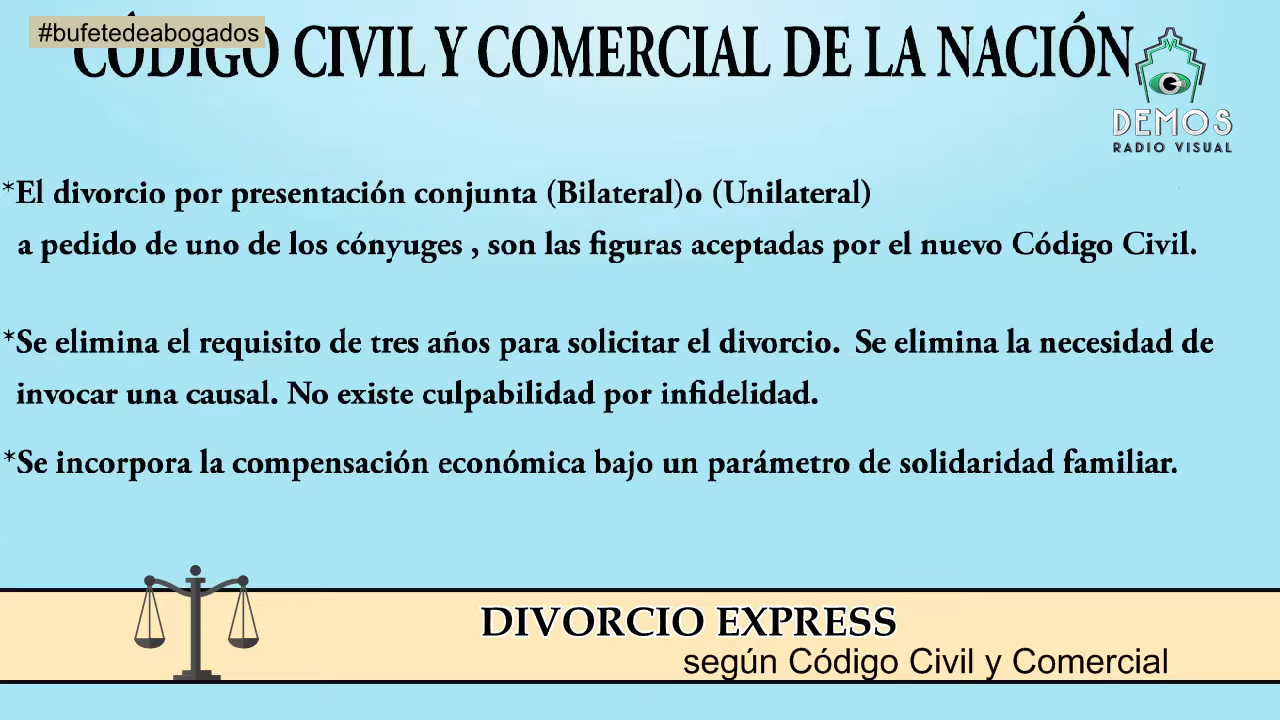 #bufetedeabogados
CÓDIGO CIVIL Y COMERCIAL DE LA NACIÓN
DEMOS
RADIO VISUAL
*El divorcio por presentación conjunta (Bilateral)o (Unilateral)
a pedido de uno de los cónyuges , son las figuras aceptadas por el nuevo Código Civil.
*Se elimina el requisito de tres años para solicitar el divorcio. Se elimina la necesidad de
invocar una causal. No existe culpabilidad por infidelidad.
*Se incorpora la compensación económica bajo un parámetro de solidaridad familiar.
DIVORCIO EXPRESS
según Código Civil y Comercial